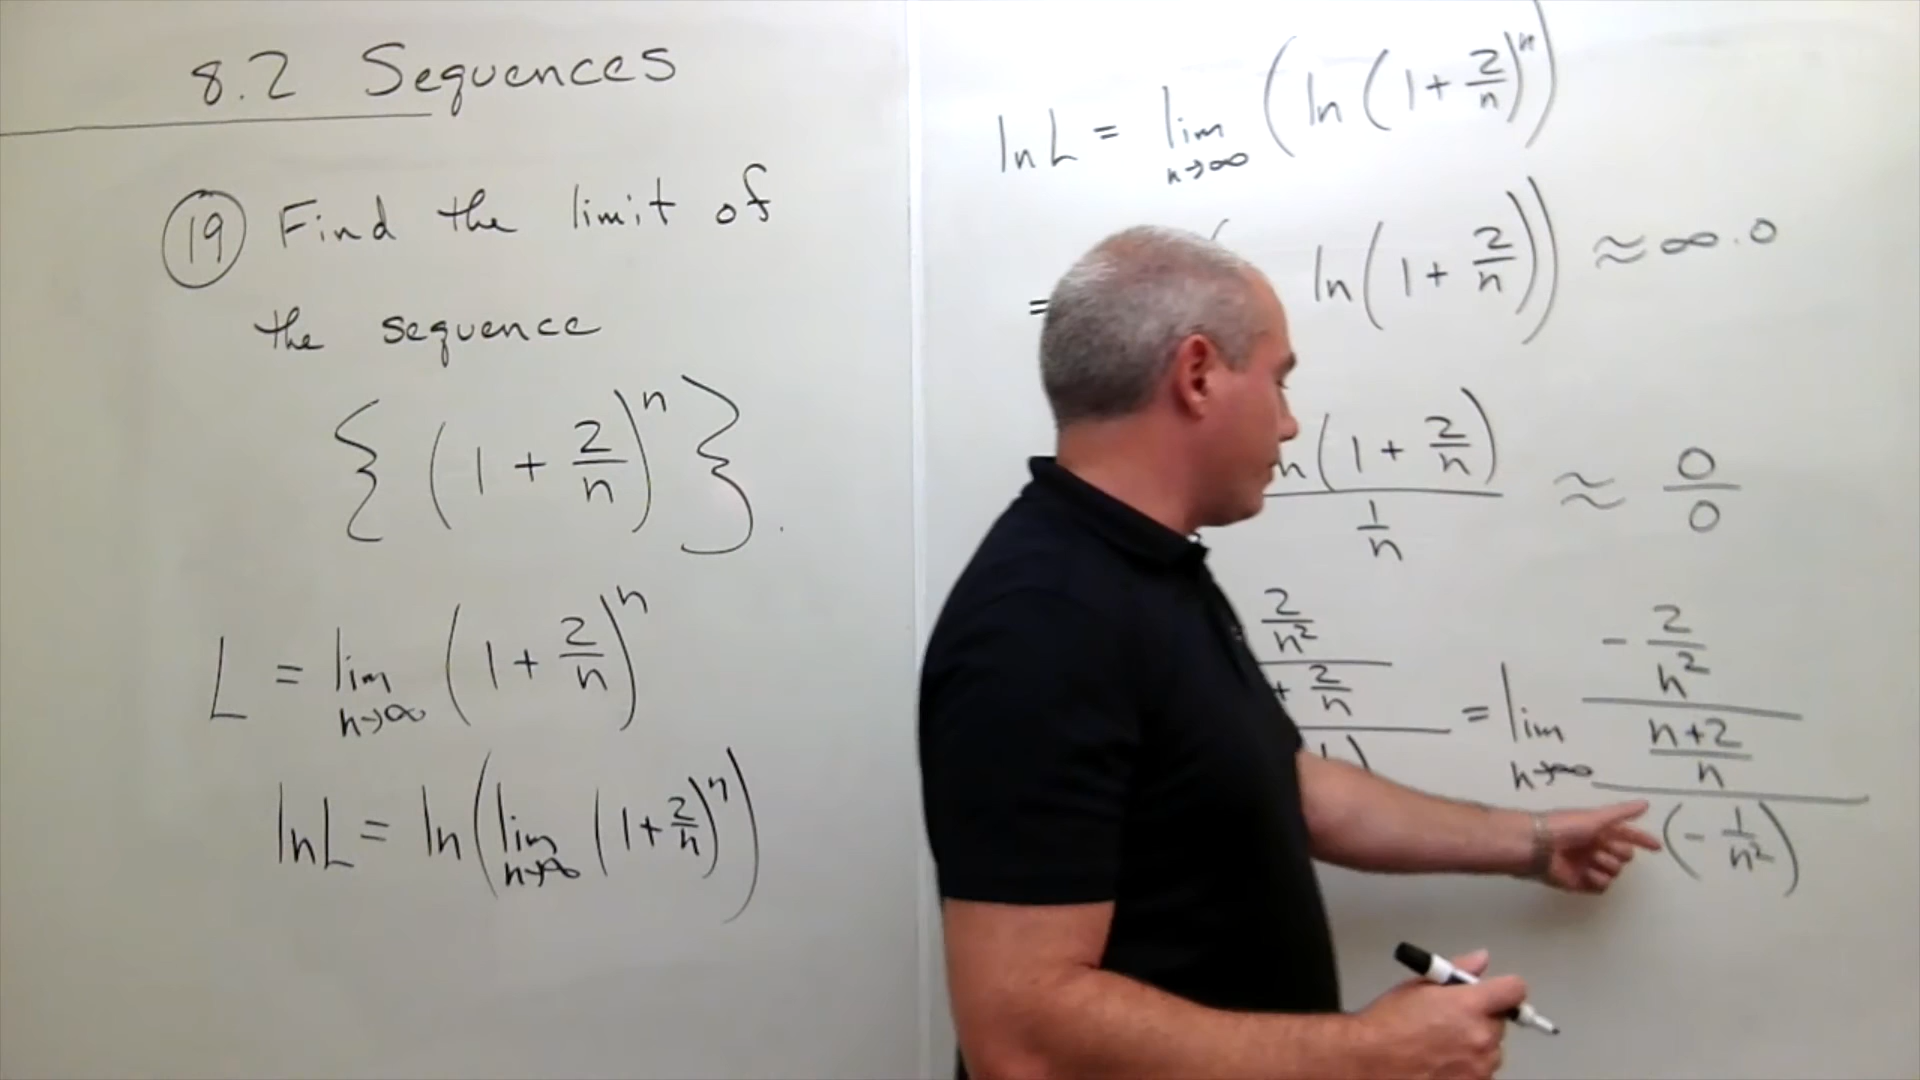 8.2 Sequences
19 Find the limit of
the sequence
{ (1 + 2/n)^n }.
L = lim n→∞ (1 + 2/n)^n
ln L = ln( lim n→∞ (1 + 2/n)^n )
ln L = lim n→∞ ( ln (1 + 2/n)^n )
= ( ln(1 + 2/n) ) ≈ ∞ · 0
n(1 + 2/n) / (1/n) ≈ 0/0
2/n² / + 2/n = lim n→∞ ( - 2/n² / ((n+2)/n) ) / ( - 1/n² )